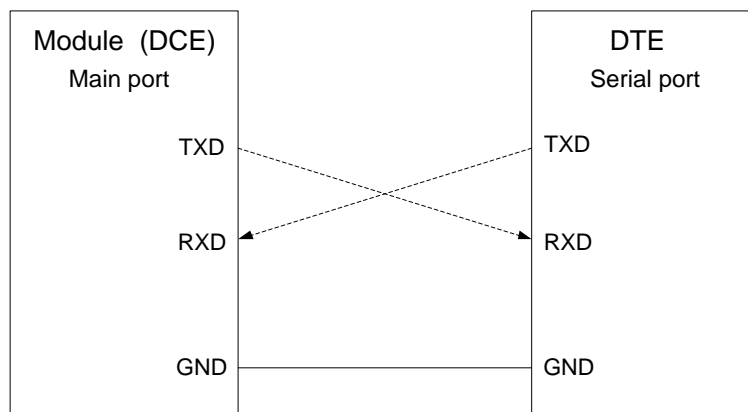 Module (DCE)
Main port
TXD
RXD
GND
DTE
Serial port
TXD
RXD
GND